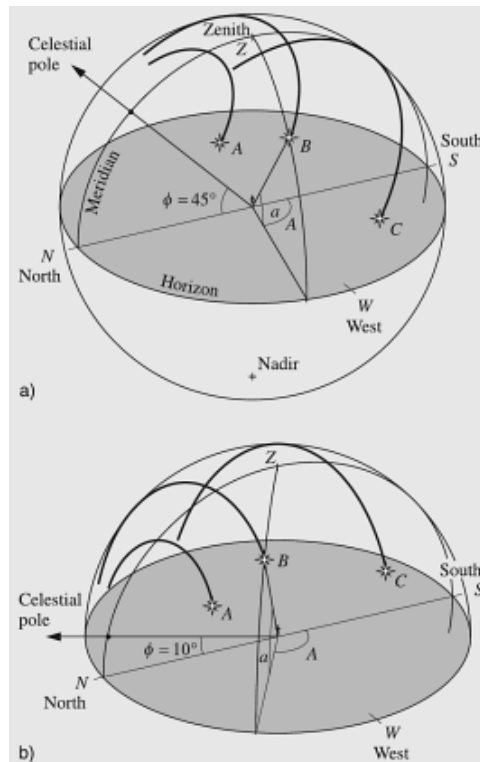 Zenith
Celestial
pole
Z
A
B
South
S
Meridian
ϕ = 45°
a
A
C
N
North
Horizon
W
West
Nadir
a)
Z
B
C
South
S
A
Celestial
pole
ϕ = 10°
a
A
N
North
W
West
b)